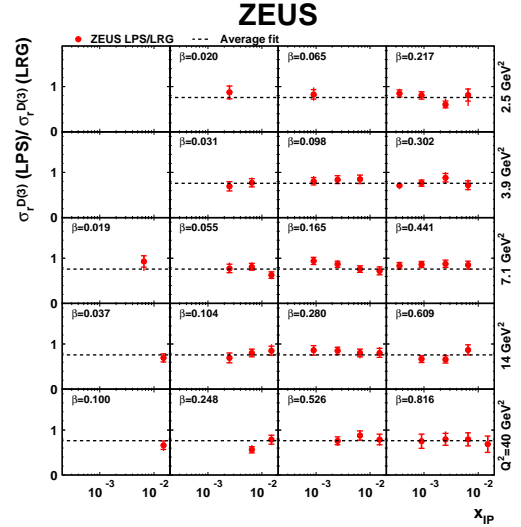 ZEUS
ZEUS LPS/LRG
Average fit
σ_r^D(3) (LPS)/ σ_r^D(3) (LRG)
β=0.020 β=0.065 β=0.217
1
0
2.5 GeV²
β=0.031 β=0.098 β=0.302
1
0
3.9 GeV²
β=0.019 β=0.055 β=0.165 β=0.441
1
0
7.1 GeV²
β=0.037 β=0.104 β=0.280 β=0.609
1
0
14 GeV²
β=0.100 β=0.248 β=0.526 β=0.816
1
0
Q²=40 GeV²
10⁻³ 10⁻² 10⁻³ 10⁻² 10⁻³ 10⁻² 10⁻³ 10⁻²
x_IP